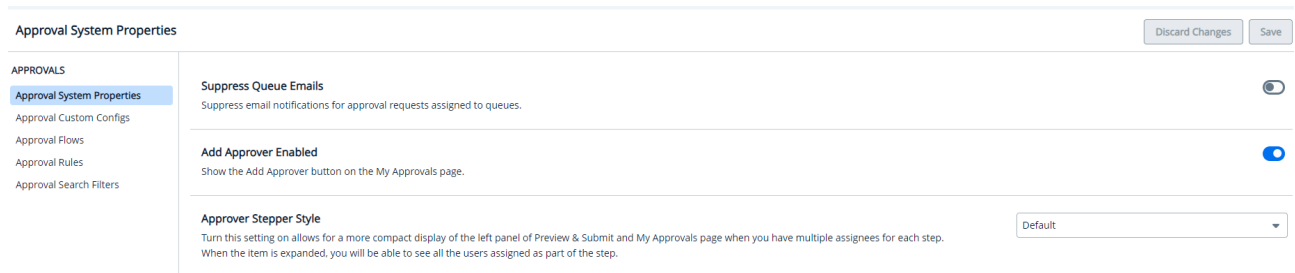 Approval System Properties
Discard Changes
Save
APPROVALS
Approval System Properties
Approval Custom Configs
Approval Flows
Approval Rules
Approval Search Filters
Suppress Queue Emails
Suppress email notifications for approval requests assigned to queues.
Add Approver Enabled
Show the Add Approver button on the My Approvals page.
Approver Stepper Style
Turn this setting on allows for a more compact display of the left panel of Preview & Submit and My Approvals page when you have multiple assignees for each step.
When the item is expanded, you will be able to see all the users assigned as part of the step.
Default